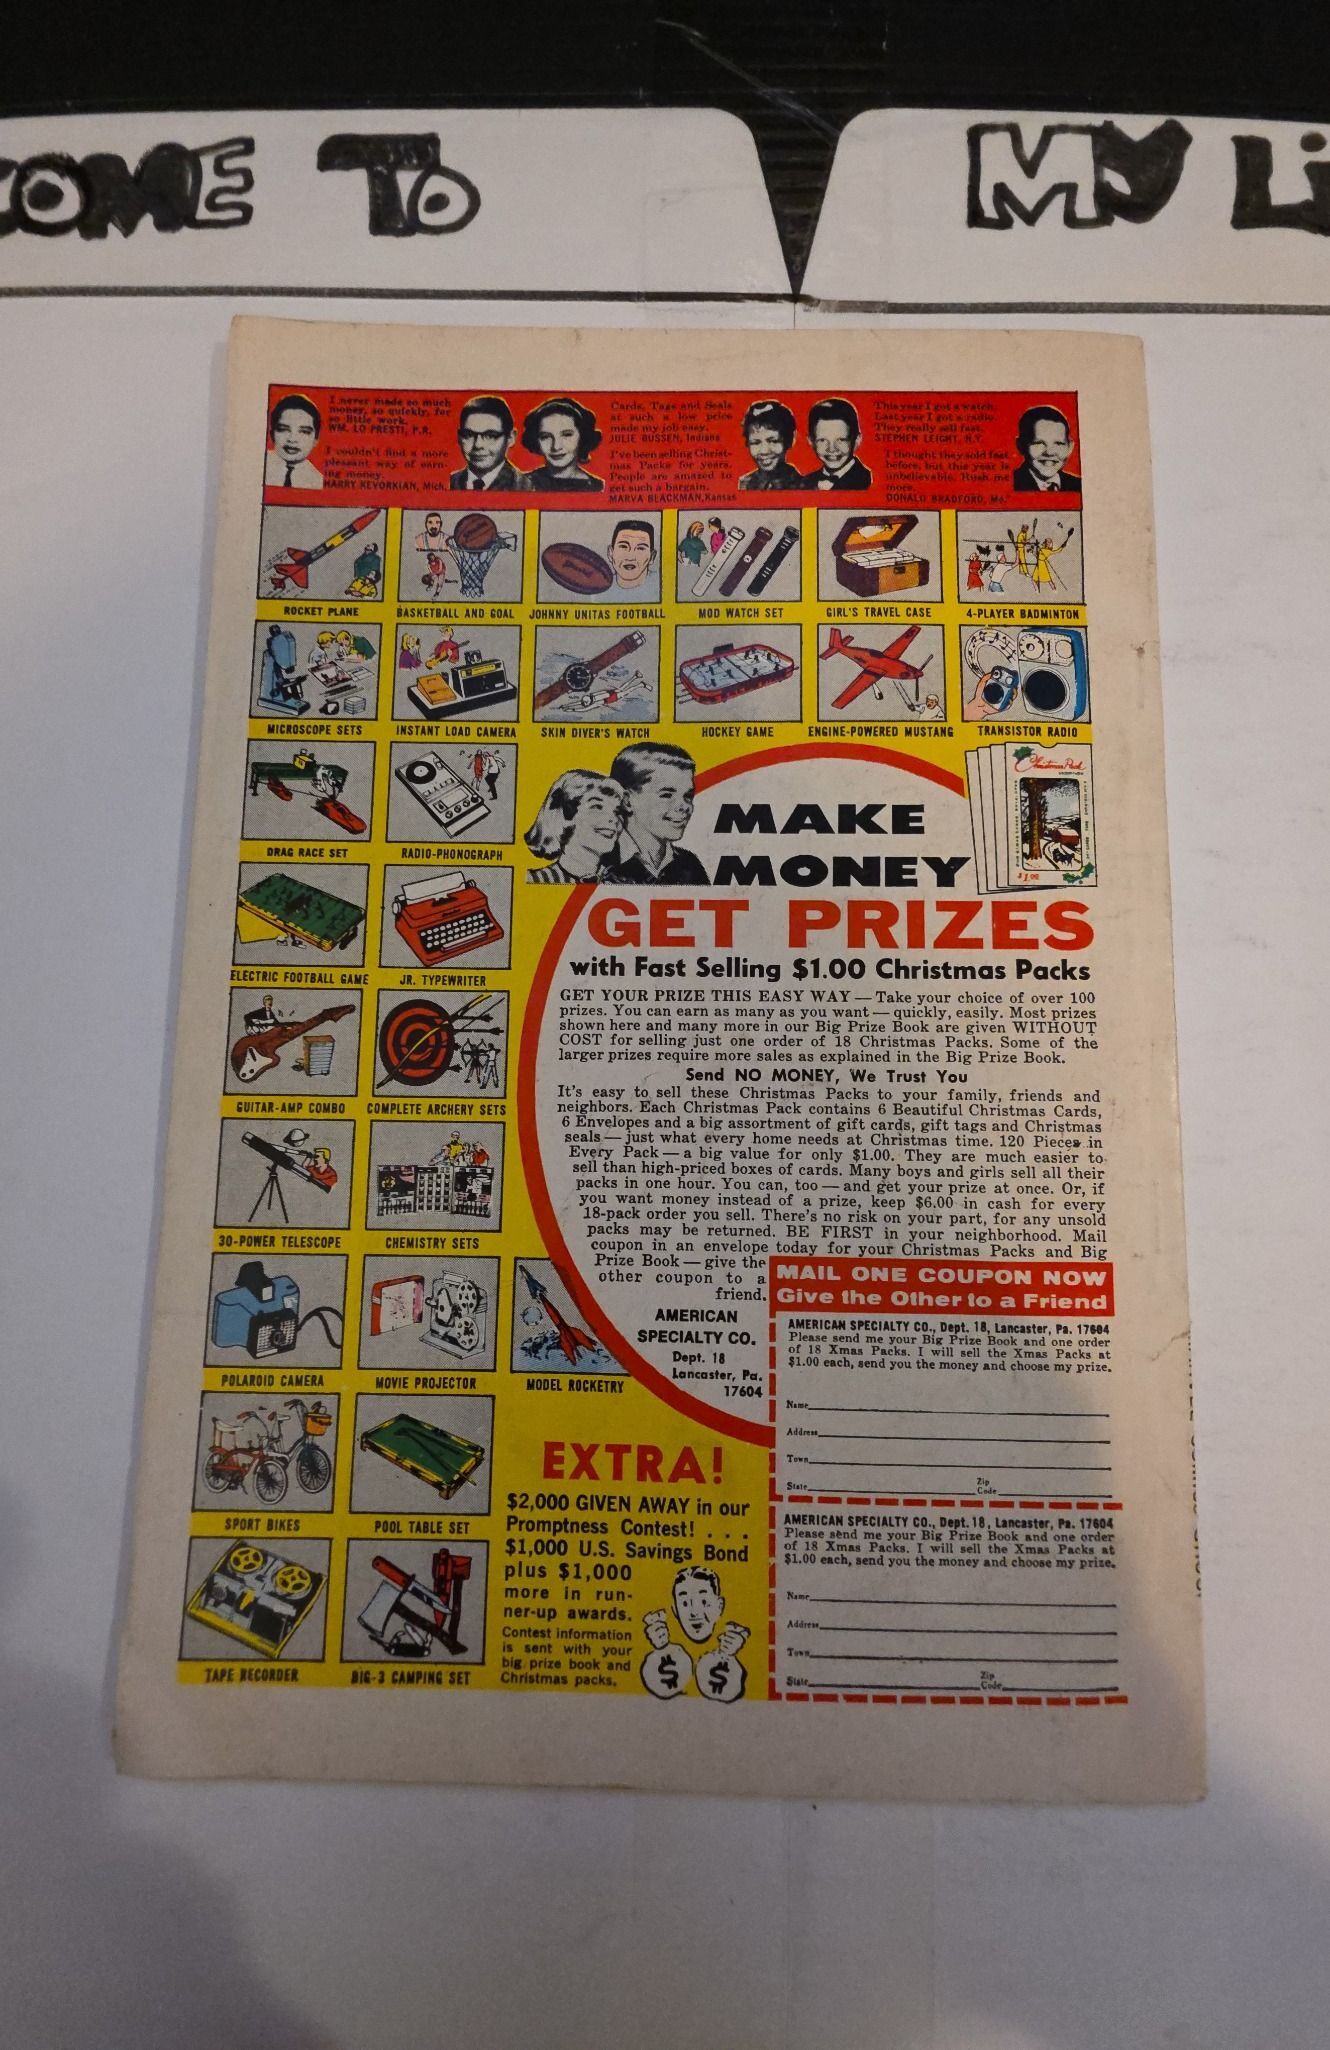 COME TO
MY Li
I never made so much
money, so quickly, for
so little work.
WM. LO PRESTI, P.R.
I couldn't find a more
pleasant way of earn-
ing money.
HARRY KEVORKIAN, Mich.
Cards, Tags and Seals
at such a low price
made my job easy.
JULIE BUSSEN, Indiana
I've been selling Christ-
mas Packs for years.
People are amazed to
get such a bargain.
MARVA BLACKMAN, Kansas
This year I got a watch.
Last year I got a radio.
They really sell fast.
STEPHEN LEIGHT, N.Y.
I thought they sold fast
before, but this year is
unbelievable. Rush me
more.
DONALD BRADFORD, Mo.
ROCKET PLANE
BASKETBALL AND GOAL
JOHNNY UNITAS FOOTBALL
MOD WATCH SET
GIRL'S TRAVEL CASE
4-PLAYER BADMINTON
MICROSCOPE SETS
INSTANT LOAD CAMERA
SKIN DIVER'S WATCH
HOCKEY GAME
ENGINE-POWERED MUSTANG
TRANSISTOR RADIO
DRAG RACE SET
RADIO-PHONOGRAPH
ELECTRIC FOOTBALL GAME
JR. TYPEWRITER
GUITAR-AMP COMBO
COMPLETE ARCHERY SETS
30-POWER TELESCOPE
CHEMISTRY SETS
POLAROID CAMERA
MOVIE PROJECTOR
MODEL ROCKETRY
SPORT BIKES
POOL TABLE SET
TAPE RECORDER
BIG-3 CAMPING SET
Christmas Pack
$1.00
MAKE
MONEY
GET PRIZES
with Fast Selling $1.00 Christmas Packs
GET YOUR PRIZE THIS EASY WAY — Take your choice of over 100
prizes. You can earn as many as you want — quickly, easily. Most prizes
shown here and many more in our Big Prize Book are given WITHOUT
COST for selling just one order of 18 Christmas Packs. Some of the
larger prizes require more sales as explained in the Big Prize Book.
Send NO MONEY, We Trust You
It's easy to sell these Christmas Packs to your family, friends and
neighbors. Each Christmas Pack contains 6 Beautiful Christmas Cards,
6 Envelopes and a big assortment of gift cards, gift tags and Christmas
seals — just what every home needs at Christmas time. 120 Pieces in
Every Pack — a big value for only $1.00. They are much easier to
sell than high-priced boxes of cards. Many boys and girls sell all their
packs in one hour. You can, too — and get your prize at once. Or, if
you want money instead of a prize, keep $6.00 in cash for every
18-pack order you sell. There's no risk on your part, for any unsold
packs may be returned. BE FIRST in your neighborhood. Mail
coupon in an envelope today for your Christmas Packs and Big
Prize Book — give the
other coupon to a
friend.
AMERICAN
SPECIALTY CO.
Dept. 18
Lancaster, Pa.
17604
MAIL ONE COUPON NOW
Give the Other to a Friend
AMERICAN SPECIALTY CO., Dept. 18, Lancaster, Pa. 17604
Please send me your Big Prize Book and one order
of 18 Xmas Packs. I will sell the Xmas Packs at
$1.00 each, send you the money and choose my prize.
Name
Address
Town
State Zip Code
AMERICAN SPECIALTY CO., Dept. 18, Lancaster, Pa. 17604
Please send me your Big Prize Book and one order
of 18 Xmas Packs. I will sell the Xmas Packs at
$1.00 each, send you the money and choose my prize.
Name
Address
Town
State Zip Code
EXTRA!
$2,000 GIVEN AWAY in our
Promptness Contest! . . .
$1,000 U.S. Savings Bond
plus $1,000
more in run-
ner-up awards.
Contest information
is sent with your
big prize book and
Christmas packs.
$ $